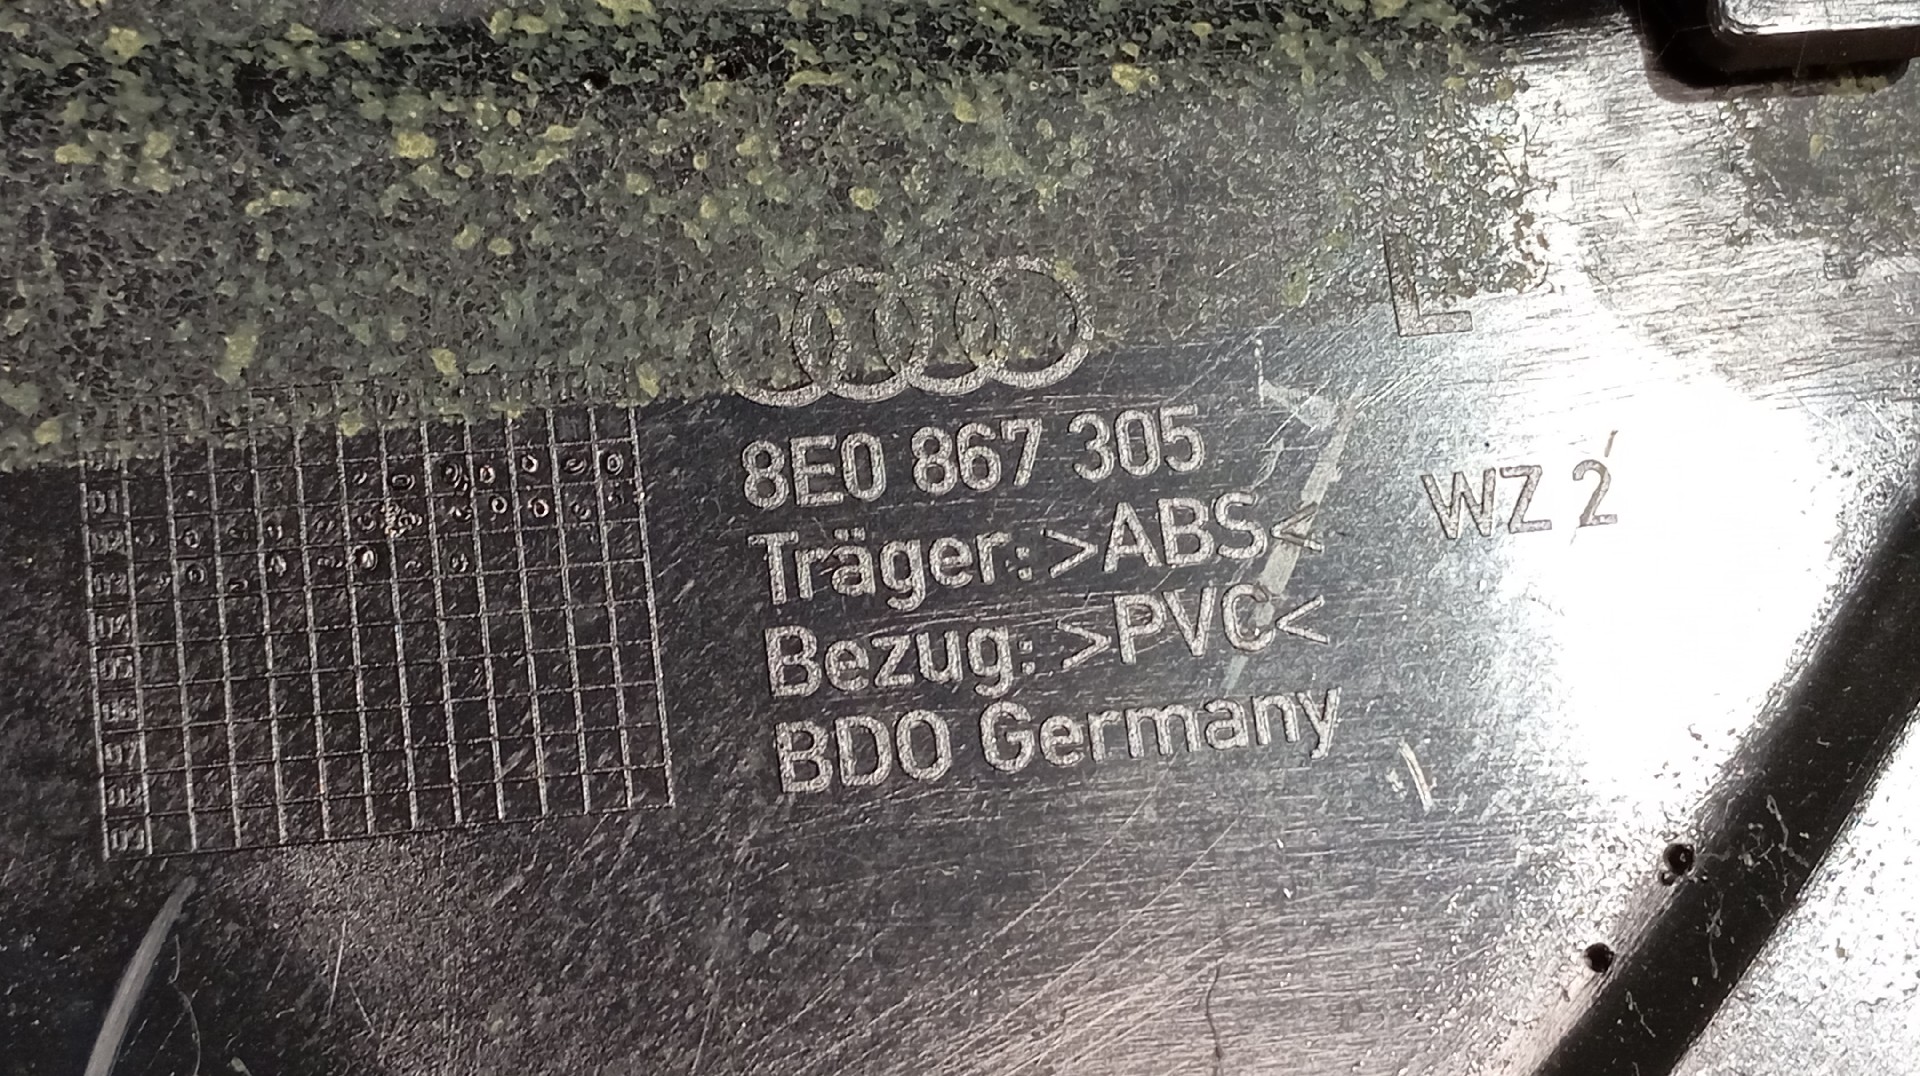 L
8E0 867 305
Träger: >ABS<
Bezug: >PVC<
BDO Germany
WZ 2